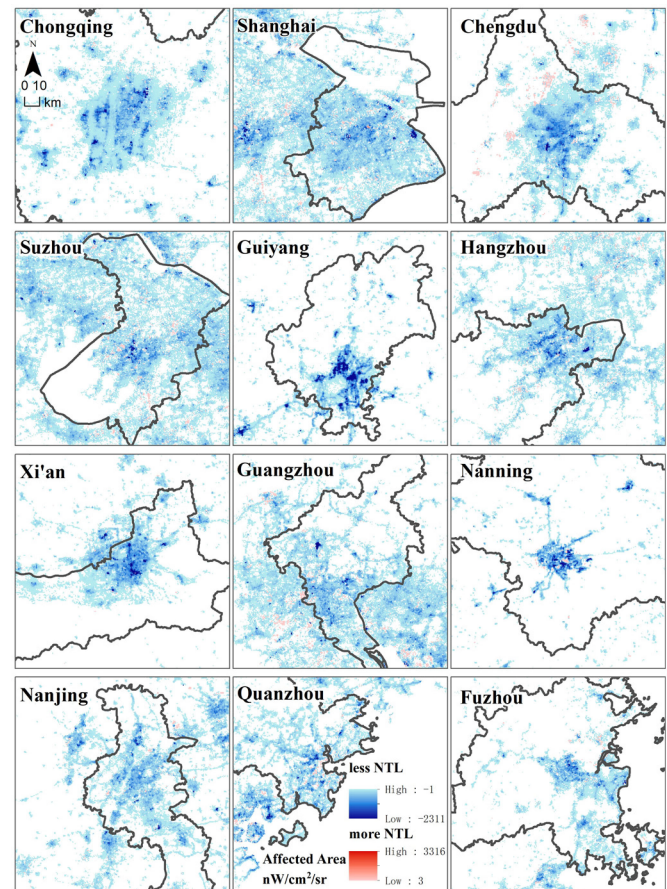 Chongqing
N
0 10
km
Shanghai
Chengdu
Suzhou
Guiyang
Hangzhou
Xi'an
Guangzhou
Nanning
Nanjing
Quanzhou
less NTL
High : -1
Low : -2311
more NTL
High : 3316
Low : 3
Affected Area
nW/cm²/sr
Fuzhou